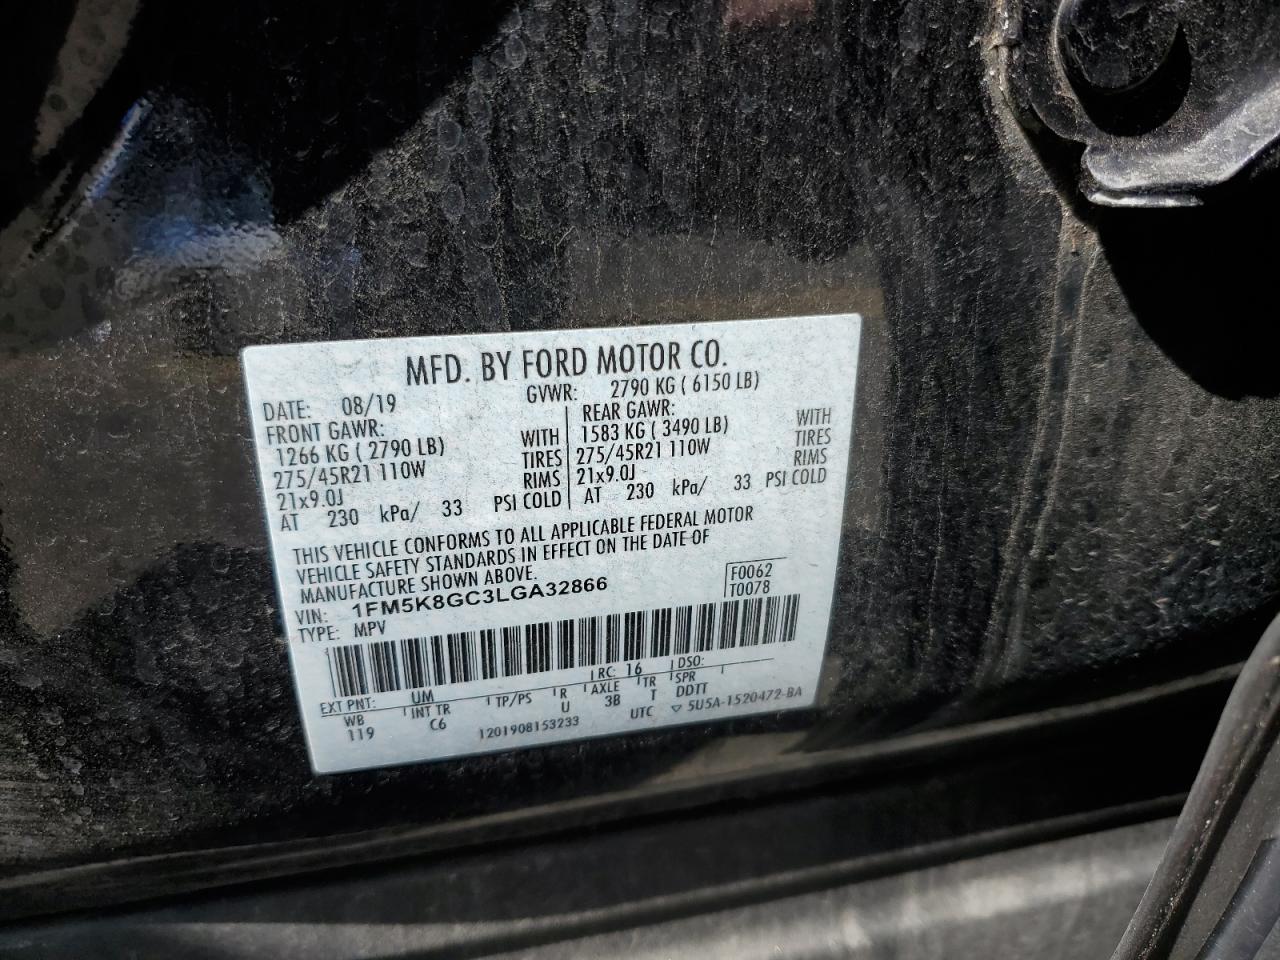 MFD. BY FORD MOTOR CO.
DATE: 08/19 GVWR: 2790 KG ( 6150 LB)
FRONT GAWR: REAR GAWR:
1266 KG ( 2790 LB) WITH 1583 KG ( 3490 LB) WITH
275/45R21 110W TIRES 275/45R21 110W TIRES
21x9.0J RIMS 21x9.0J RIMS
AT 230 kPa/ 33 PSI COLD AT 230 kPa/ 33 PSI COLD
THIS VEHICLE CONFORMS TO ALL APPLICABLE FEDERAL MOTOR
VEHICLE SAFETY STANDARDS IN EFFECT ON THE DATE OF
MANUFACTURE SHOWN ABOVE.
F0062
VIN: 1FM5K8GC3LGA32866 T0078
TYPE: MPV
EXT PNT: UM RC: 16 DSO:
WB INT TR TP/PS R AXLE TR SPR
119 C6 U 3B T DDTT
1201908153233 UTC ▽ 5U5A-1520472-BA